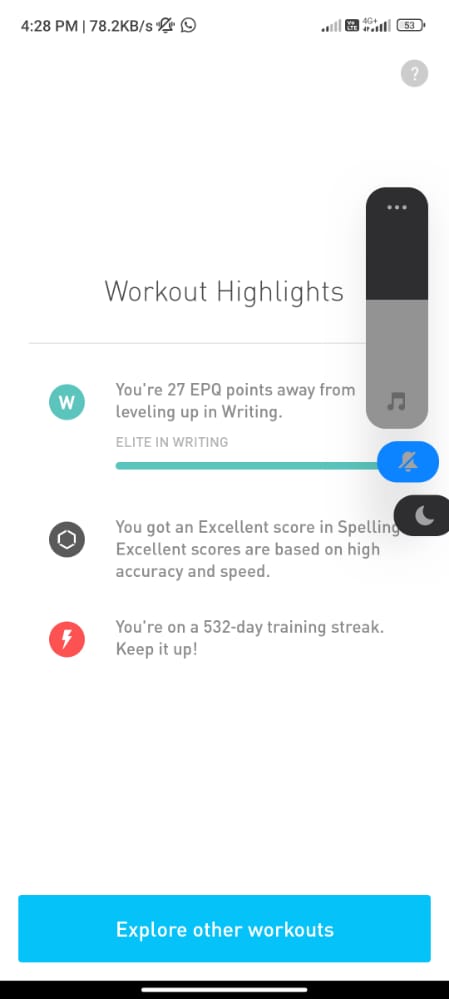 4:28 PM | 78.2KB/s Vo LTE 4G+ 53
?
Workout Highlights
W
You're 27 EPQ points away from
leveling up in Writing.
ELITE IN WRITING
You got an Excellent score in Spelling
Excellent scores are based on high
accuracy and speed.
You're on a 532-day training streak.
Keep it up!
Explore other workouts